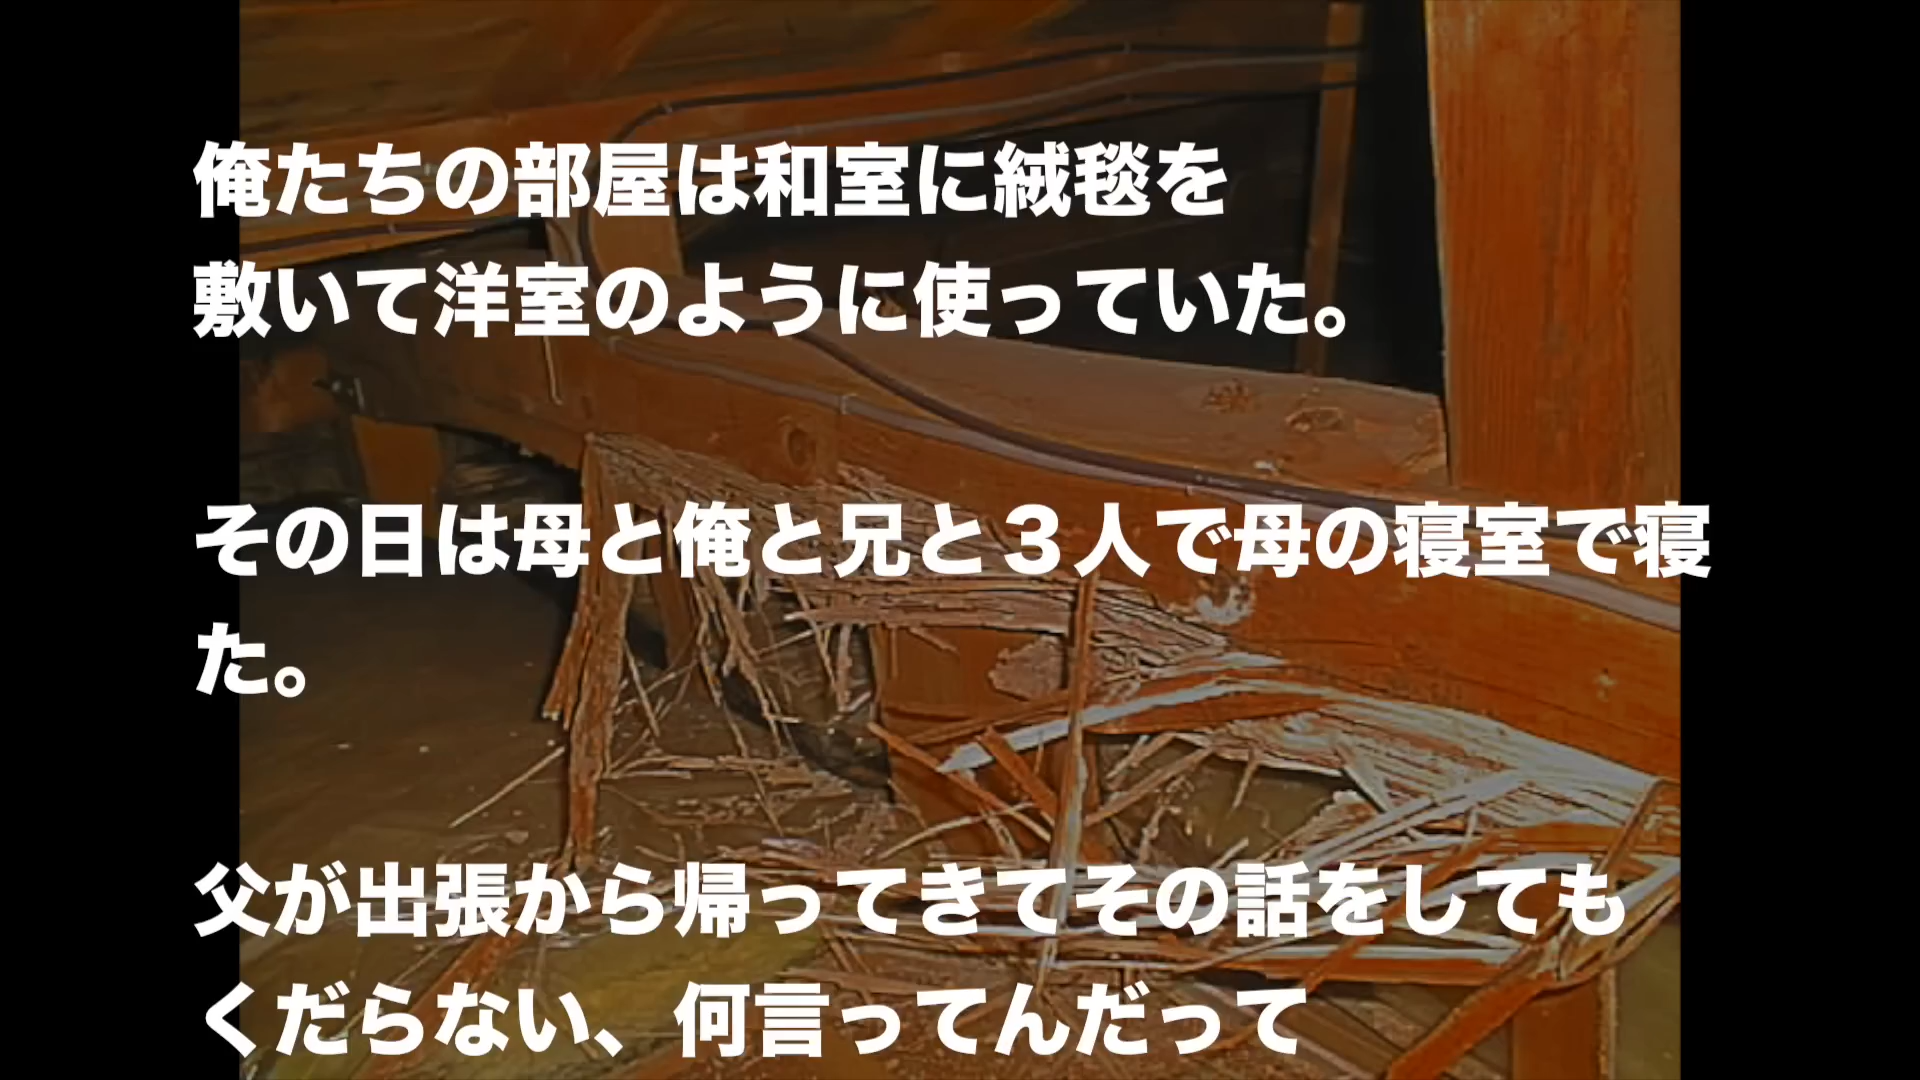 俺たちの部屋は和室に絨毯を
敷いて洋室のように使っていた。
その日は母と俺と兄と３人で母の寝室で寝
た。
父が出張から帰ってきてその話をしても
くだらない、何言ってんだって